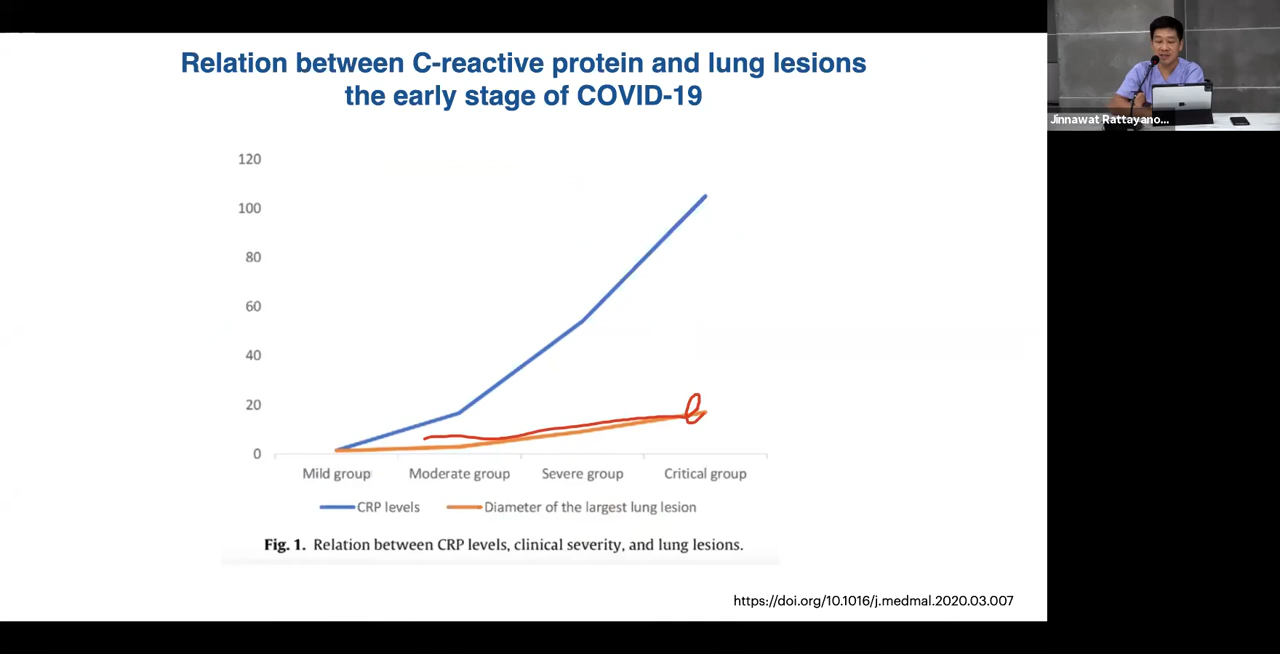 Relation between C-reactive protein and lung lesions
the early stage of COVID-19
Jinnawat Rattayano...
120
100
80
60
40
20
0
Mild group Moderate group Severe group Critical group
CRP levels Diameter of the largest lung lesion
Fig. 1. Relation between CRP levels, clinical severity, and lung lesions.
https://doi.org/10.1016/j.medmal.2020.03.007